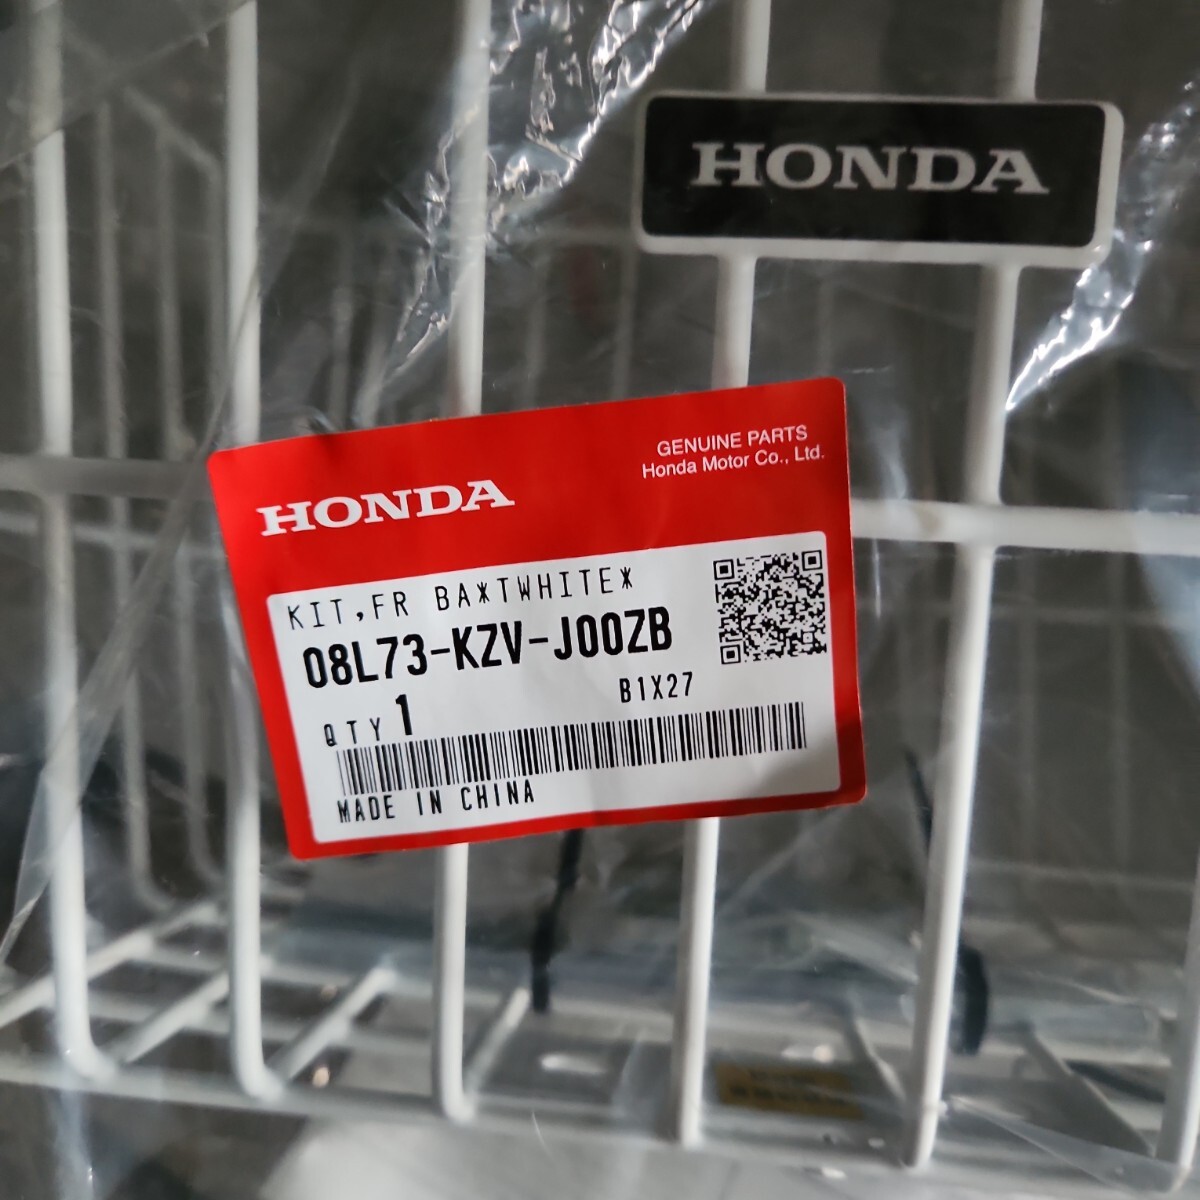 HONDA
GENUINE PARTS
Honda Motor Co., Ltd.
HONDA
KIT,FR BA*TWHITE*
08L73-KZV-J00ZB
QTY 1
B1X27
MADE IN CHINA